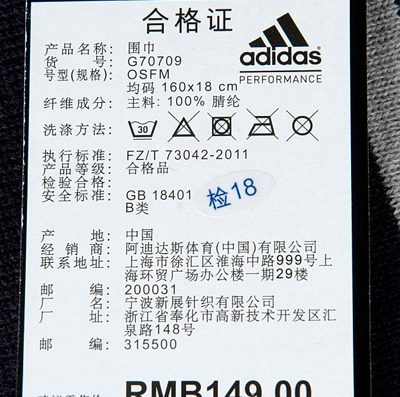 合格证
adidas
PERFORMANCE
产品名称: 围巾
货 号: G70709
号型(规格): OSFM
均码 160x18 cm
纤维成分: 主料: 100% 腈纶
洗涤方法:
30
执行标准: FZ/T 73042-2011
产品等级: 合格品
检验合格:
安全标准: GB 18401
B类
检18
产 地: 中国
经 销 商: 阿迪达斯体育(中国)有限公司
联系地址: 上海市徐汇区淮海中路999号上
海环贸广场办公楼一期29楼
邮 编: 200031
厂 名: 宁波新展针织有限公司
厂 址: 浙江省奉化市高新技术开发区汇
泉路148号
邮 编: 315500
RMB149.00